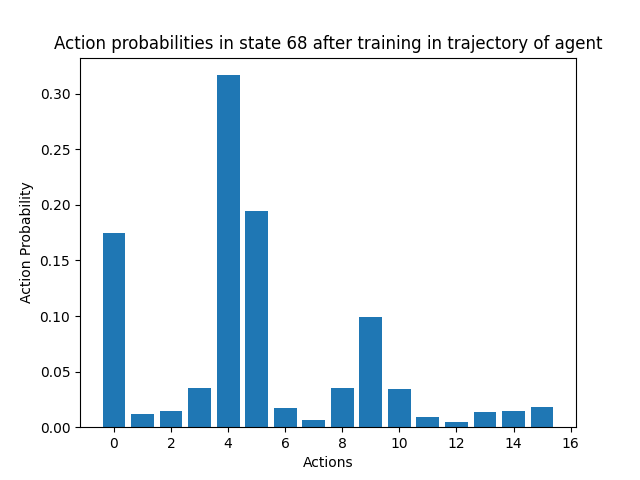 Action probabilities in state 68 after training in trajectory of agent
0.30
0.25
0.20
0.15
0.10
0.05
0.00
Action Probability
0 2 4 6 8 10 12 14 16
Actions